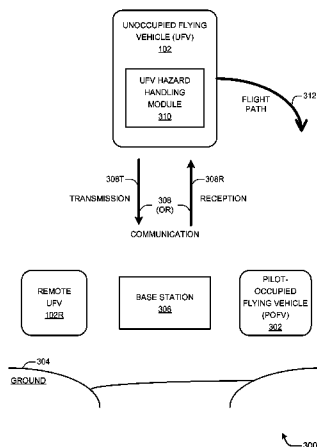 UNOCCUPIED FLYING
VEHICLE (UFV)
102
UFV HAZARD
HANDLING
MODULE
310
312
FLIGHT
PATH
308T
308R
TRANSMISSION
308
(OR)
RECEPTION
COMMUNICATION
REMOTE
UFV
102R
BASE STATION
306
PILOT-
OCCUPIED
FLYING VEHICLE
(POFV)
302
304
GROUND
300